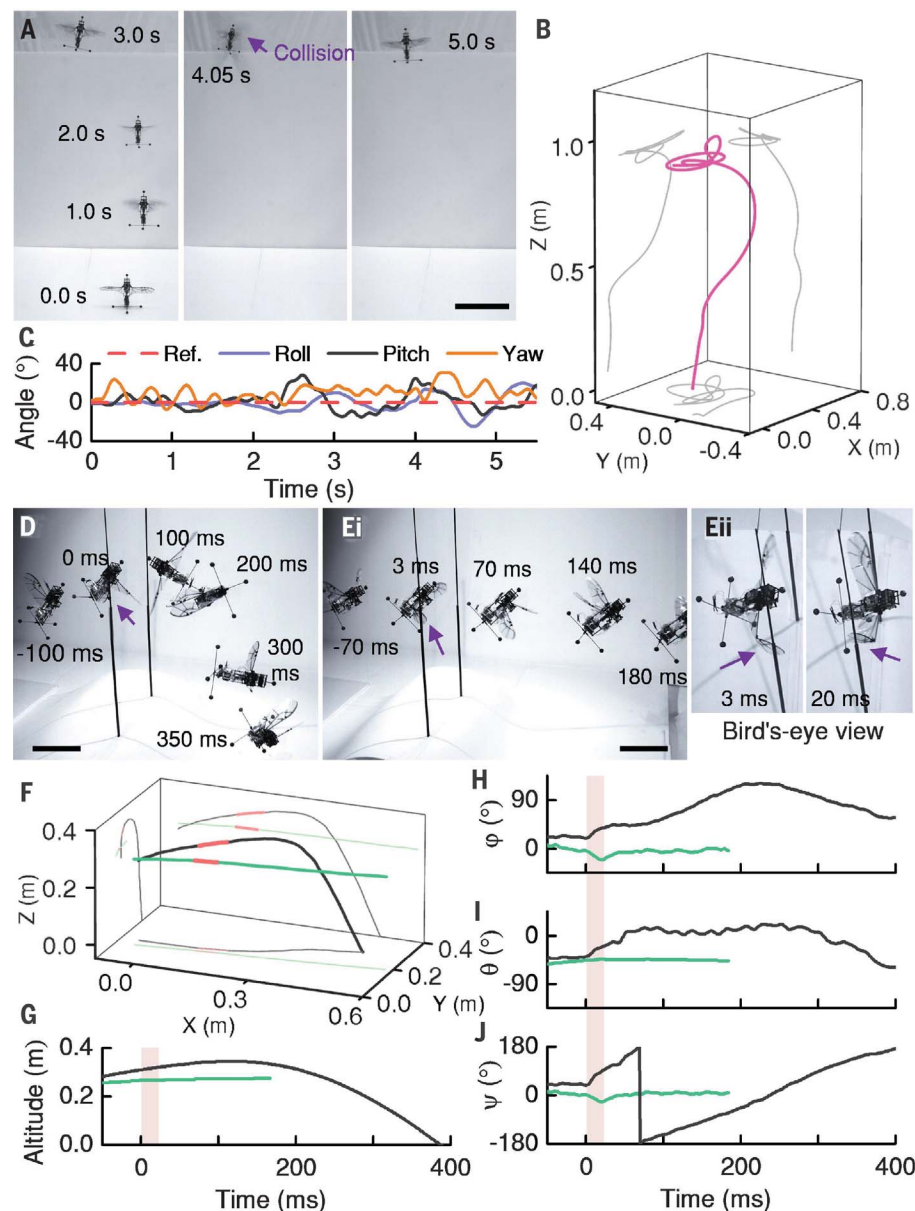 A
3.0 s
Collision
4.05 s
5.0 s
2.0 s
1.0 s
0.0 s
B
Z (m)
1.0
0.5
0.0
0.4
0.0
-0.4
Y (m)
0.0
0.4
0.8
X (m)
C
Ref. Roll Pitch Yaw
Angle (°)
40
0
-40
0 1 2 3 4 5
Time (s)
D
0 ms
100 ms
200 ms
-100 ms
300
ms
350 ms
Ei
3 ms
70 ms
140 ms
-70 ms
180 ms
Eii
3 ms
20 ms
Bird's-eye view
F
Z (m)
0.4
0.2
0.0
0.0
0.3
0.6
X (m)
0.0
0.2
0.4
Y (m)
G
Altitude (m)
0.4
0.2
0.0
0 200 400
Time (ms)
H
φ (°)
90
0
I
θ (°)
0
-90
J
ψ (°)
180
0
-180
0 200 400
Time (ms)